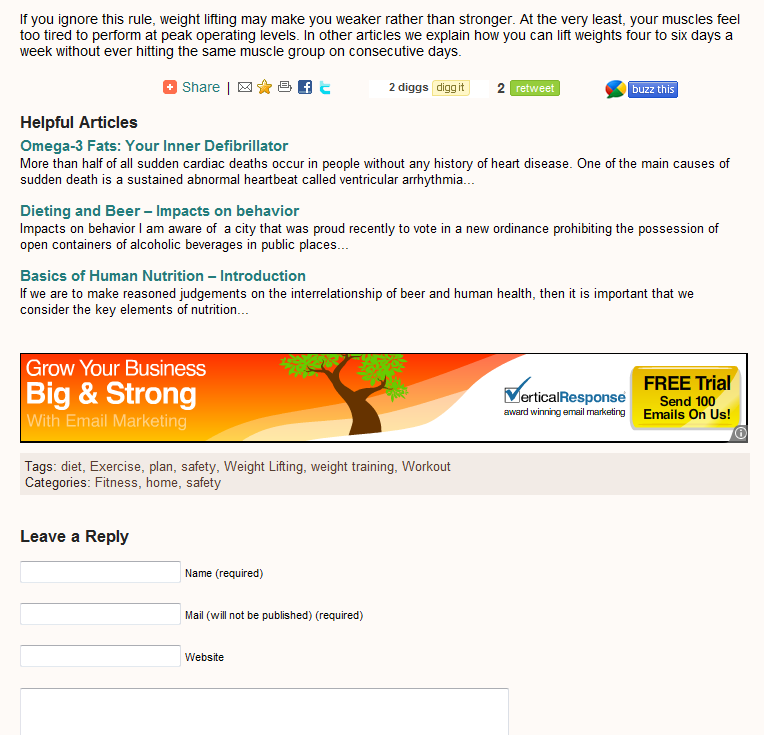 If you ignore this rule, weight lifting may make you weaker rather than stronger. At the very least, your muscles feel
too tired to perform at peak operating levels. In other articles we explain how you can lift weights four to six days a
week without ever hitting the same muscle group on consecutive days.
Share | 2 diggs digg it 2 retweet buzz this
Helpful Articles
Omega-3 Fats: Your Inner Defibrillator
More than half of all sudden cardiac deaths occur in people without any history of heart disease. One of the main causes of
sudden death is a sustained abnormal heartbeat called ventricular arrhythmia...
Dieting and Beer – Impacts on behavior
Impacts on behavior I am aware of  a city that was proud recently to vote in a new ordinance prohibiting the possession of
open containers of alcoholic beverages in public places...
Basics of Human Nutrition – Introduction
If we are to make reasoned judgements on the interrelationship of beer and human health, then it is important that we
consider the key elements of nutrition...
Grow Your Business
Big & Strong
With Email Marketing
VerticalResponse
award winning email marketing
FREE Trial
Send 100
Emails On Us!
Tags: diet, Exercise, plan, safety, Weight Lifting, weight training, Workout
Categories: Fitness, home, safety
Leave a Reply
Name (required)
Mail (will not be published) (required)
Website